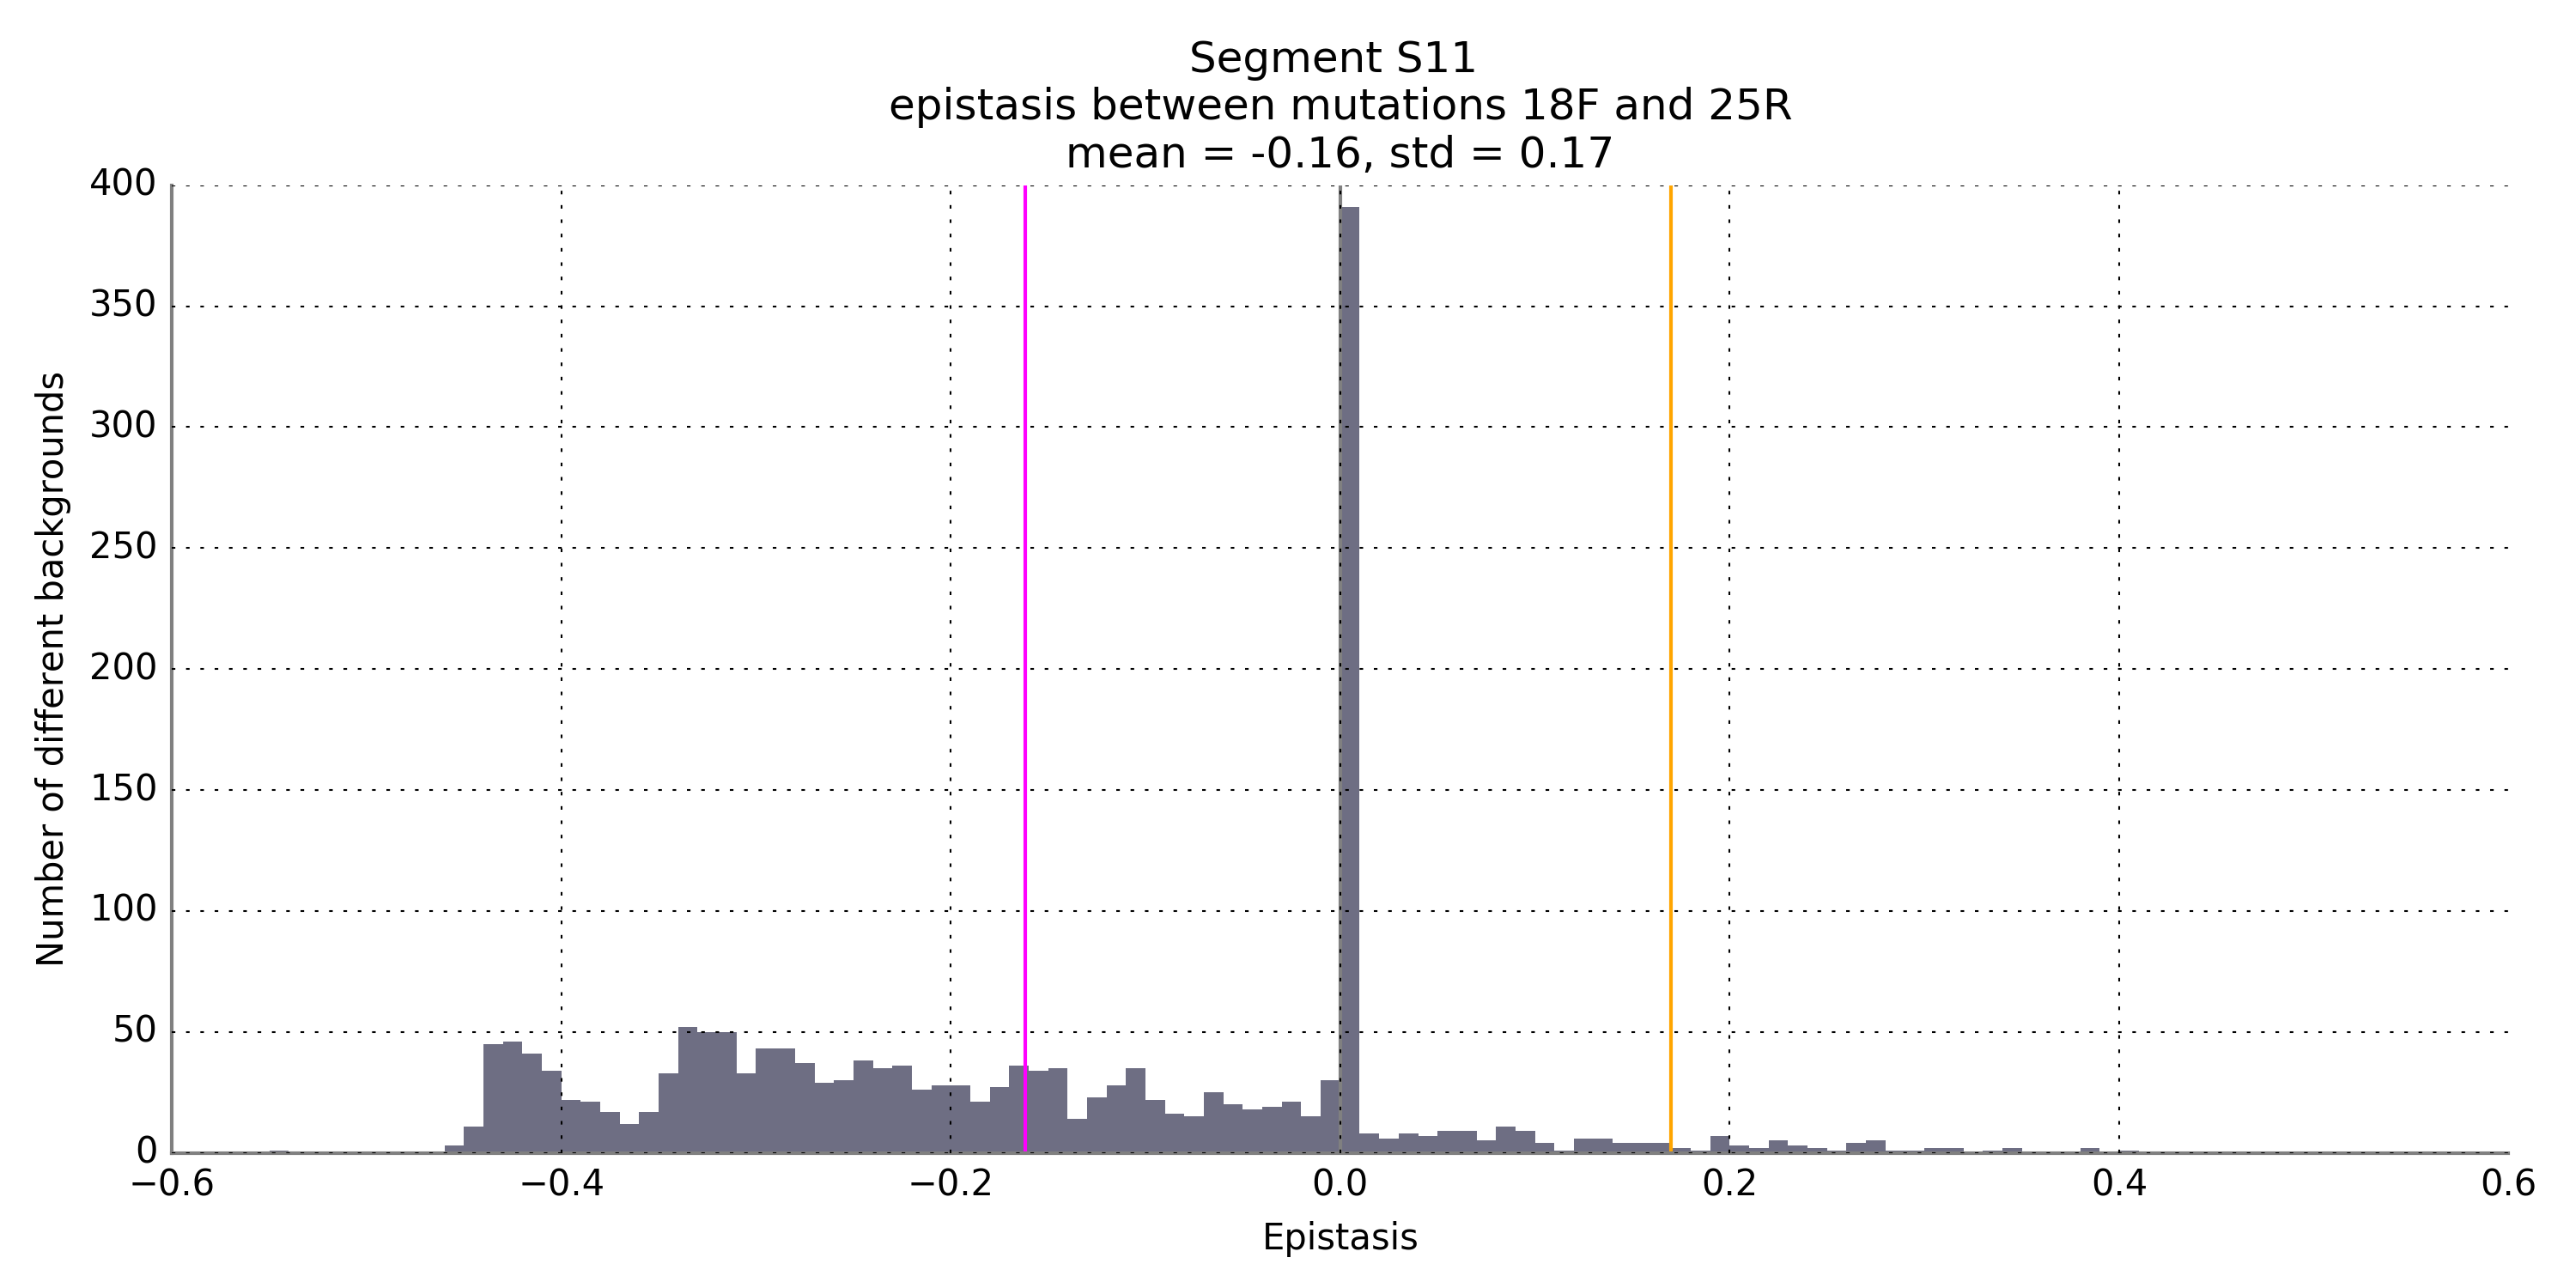 Segment S11
epistasis between mutations 18F and 25R
mean = -0.16, std = 0.17
Number of different backgrounds
400
350
300
250
200
150
100
50
0
−0.6 −0.4 −0.2 0.0 0.2 0.4 0.6
Epistasis